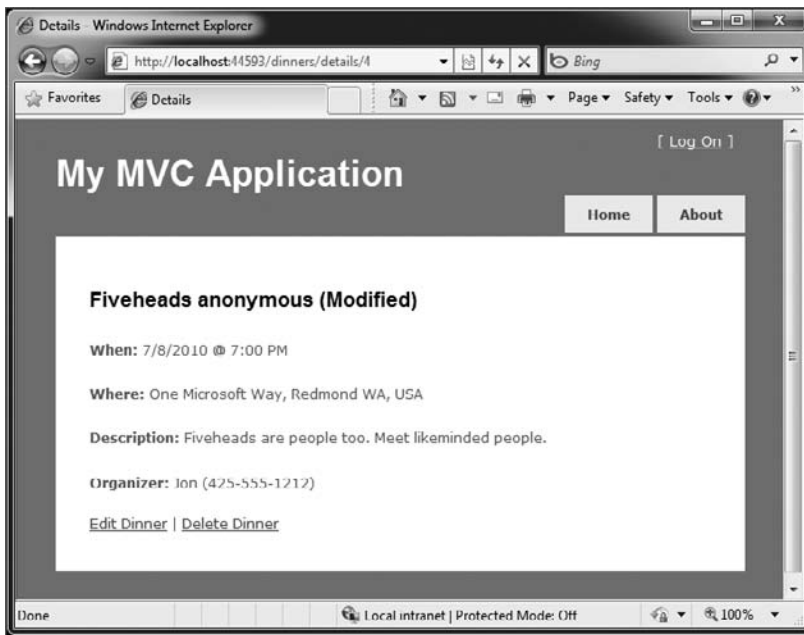 Details - Windows Internet Explorer
http://localhost:44593/dinners/details/4
Bing
Favorites
Details
Page
Safety
Tools
»
[ Log On ]
My MVC Application
Home
About
Fiveheads anonymous (Modified)
When: 7/8/2010 @ 7:00 PM
Where: One Microsoft Way, Redmond WA, USA
Description: Fiveheads are people too. Meet likeminded people.
Organizer: Jon (425-555-1212)
Edit Dinner | Delete Dinner
Done
Local intranet | Protected Mode: Off
100%